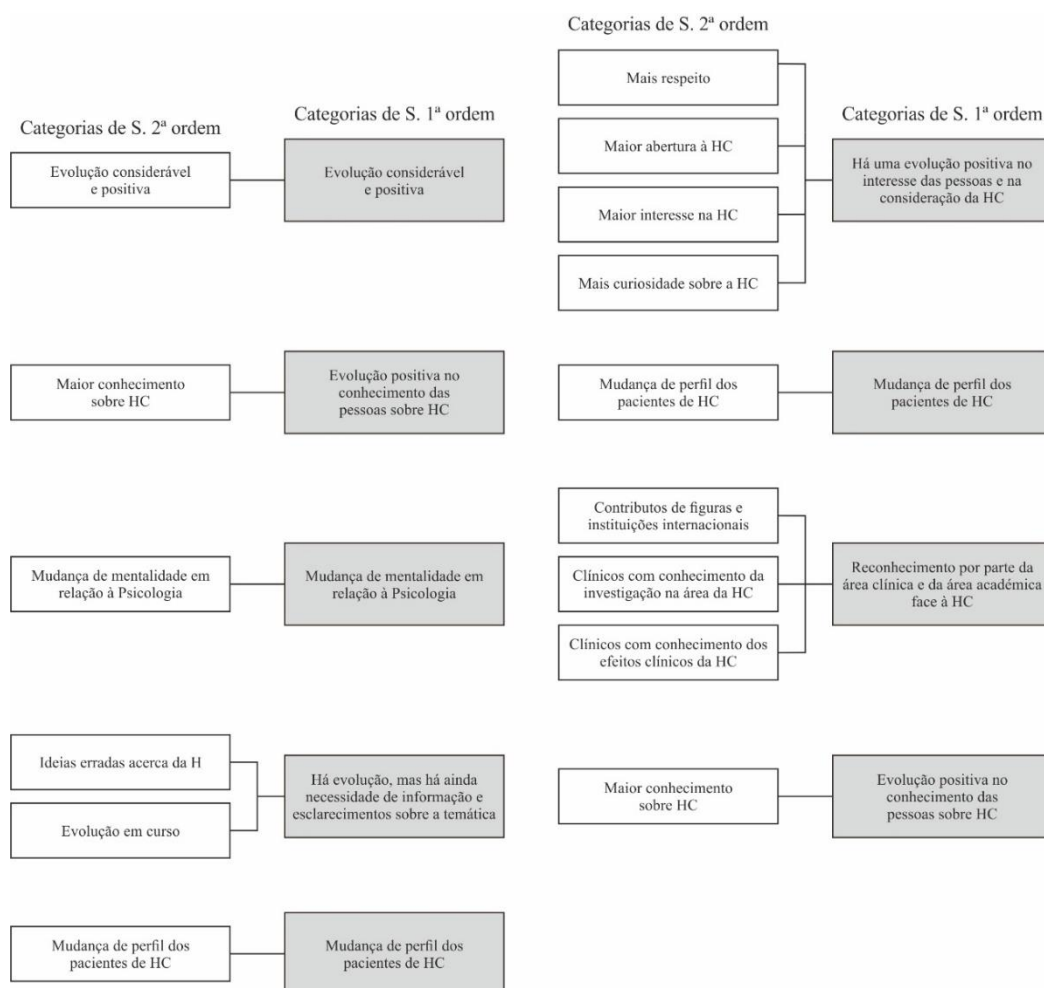 Categorias de S. 2ª ordem
Categorias de S. 1ª ordem
Evolução considerável
e positiva
Evolução considerável
e positiva
Maior conhecimento
sobre HC
Evolução positiva no
conhecimento das
pessoas sobre HC
Mudança de mentalidade em
relação à Psicologia
Mudança de mentalidade em
relação à Psicologia
Ideias erradas acerca da H
Evolução em curso
Há evolução, mas há ainda
necessidade de informação e
esclarecimentos sobre a temática
Mudança de perfil dos
pacientes de HC
Mudança de perfil dos
pacientes de HC
Categorias de S. 2ª ordem
Categorias de S. 1ª ordem
Mais respeito
Maior abertura à HC
Maior interesse na HC
Mais curiosidade sobre a HC
Há uma evolução positiva no
interesse das pessoas e na
consideração da HC
Mudança de perfil dos
pacientes de HC
Mudança de perfil dos
pacientes de HC
Contributos de figuras e
instituições internacionais
Clínicos com conhecimento da
investigação na área da HC
Clínicos com conhecimento dos
efeitos clínicos da HC
Reconhecimento por parte da
área clínica e da área académica
face à HC
Maior conhecimento
sobre HC
Evolução positiva no
conhecimento das
pessoas sobre HC